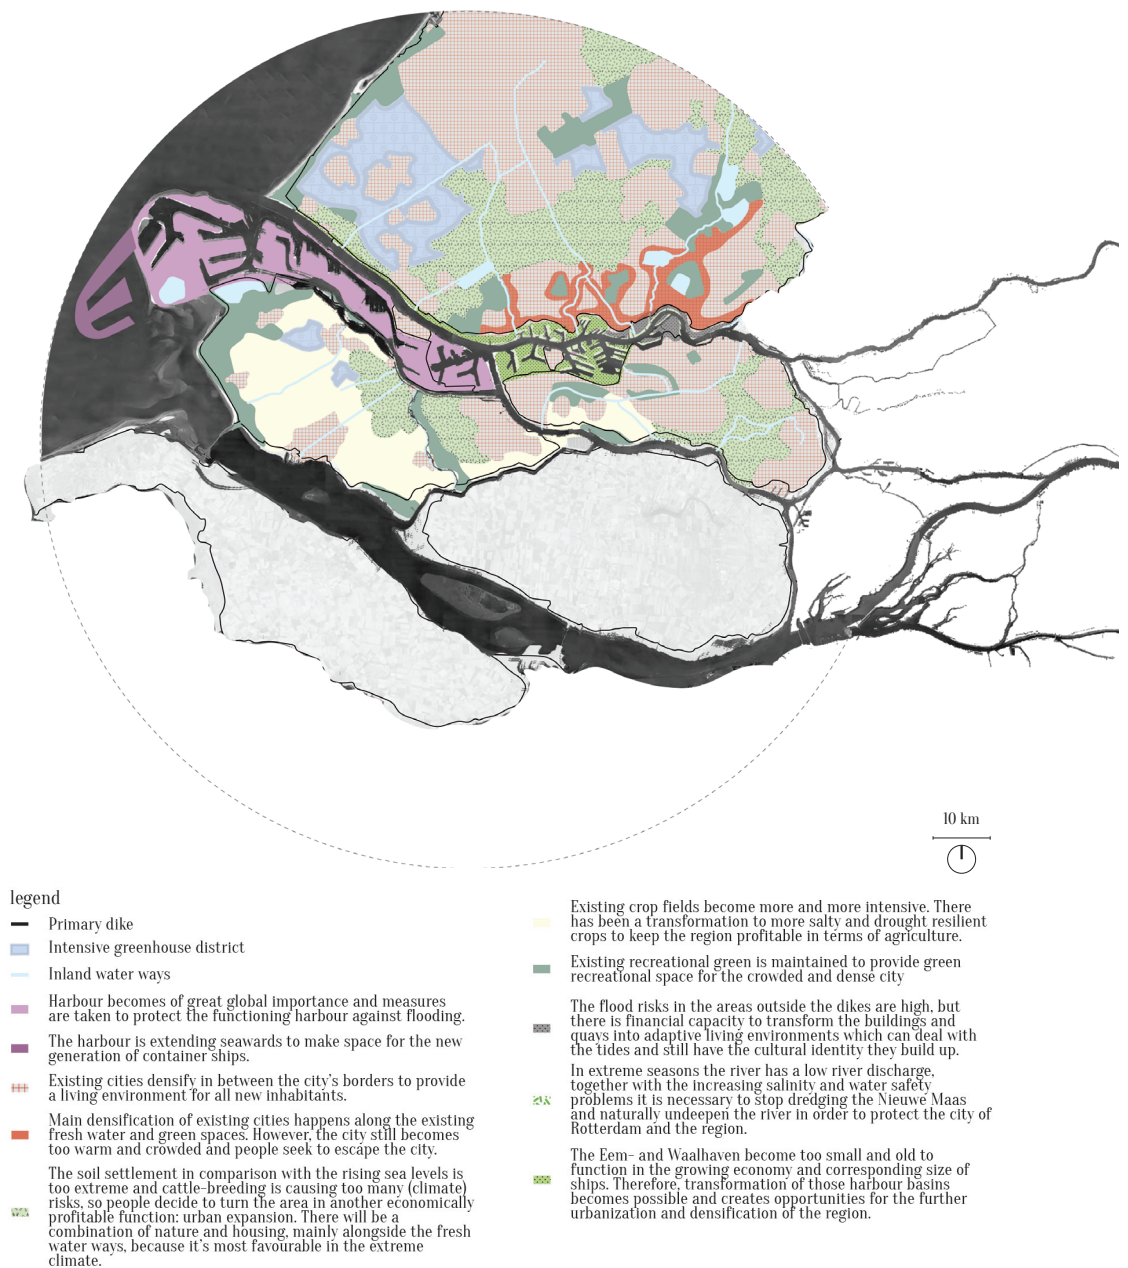 10 km
legend
Primary dike
Intensive greenhouse district
Inland water ways
Harbour becomes of great global importance and measures
are taken to protect the functioning harbour against flooding.
The harbour is extending seawards to make space for the new
generation of container ships.
Existing cities densify in between the city's borders to provide
a living environment for all new inhabitants.
Main densification of existing cities happens along the existing
fresh water and green spaces. However, the city still becomes
too warm and crowded and people seek to escape the city.
The soil settlement in comparison with the rising sea levels is
too extreme and cattle-breeding is causing too many (climate)
risks, so people decide to turn the area in another economically
profitable function: urban expansion. There will be a
combination of nature and housing, mainly alongside the fresh
water ways, because it's most favourable in the extreme
climate.
Existing crop fields become more and more intensive. There
has been a transformation to more salty and drought resilient
crops to keep the region profitable in terms of agriculture.
Existing recreational green is maintained to provide green
recreational space for the crowded and dense city
The flood risks in the areas outside the dikes are high, but
there is financial capacity to transform the buildings and
quays into adaptive living environments which can deal with
the tides and still have the cultural identity they build up.
In extreme seasons the river has a low river discharge,
together with the increasing salinity and water safety
problems it is necessary to stop dredging the Nieuwe Maas
and naturally undeepen the river in order to protect the city of
Rotterdam and the region.
The Eem- and Waalhaven become too small and old to
function in the growing economy and corresponding size of
ships. Therefore, transformation of those harbour basins
becomes possible and creates opportunities for the further
urbanization and densification of the region.